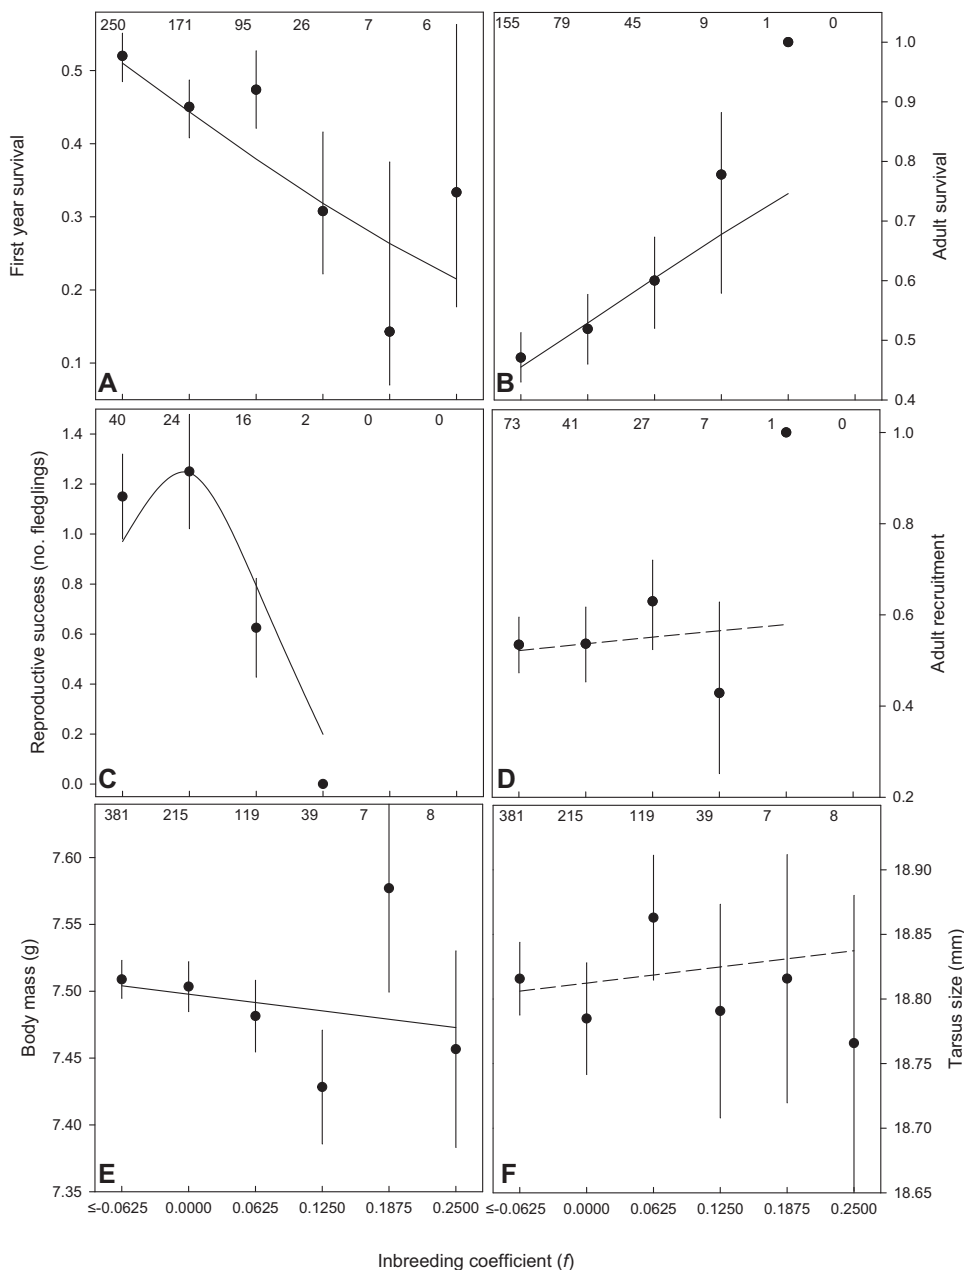 250 171 95 26 7 6
0.5
0.4
0.3
0.2
0.1
First year survival
A
155 79 45 9 1 0
1.0
0.9
0.8
0.7
0.6
0.5
0.4
Adult survival
B
40 24 16 2 0 0
1.4
1.2
1.0
0.8
0.6
0.4
0.2
0.0
Reproductive success (no. fledglings)
C
73 41 27 7 1 0
1.0
0.8
0.6
0.4
0.2
Adult recruitment
D
381 215 119 39 7 8
7.60
7.55
7.50
7.45
7.40
7.35
Body mass (g)
E
381 215 119 39 7 8
18.90
18.85
18.80
18.75
18.70
18.65
Tarsus size (mm)
F
≤-0.0625 0.0000 0.0625 0.1250 0.1875 0.2500
≤-0.0625 0.0000 0.0625 0.1250 0.1875 0.2500
Inbreeding coefficient (f)